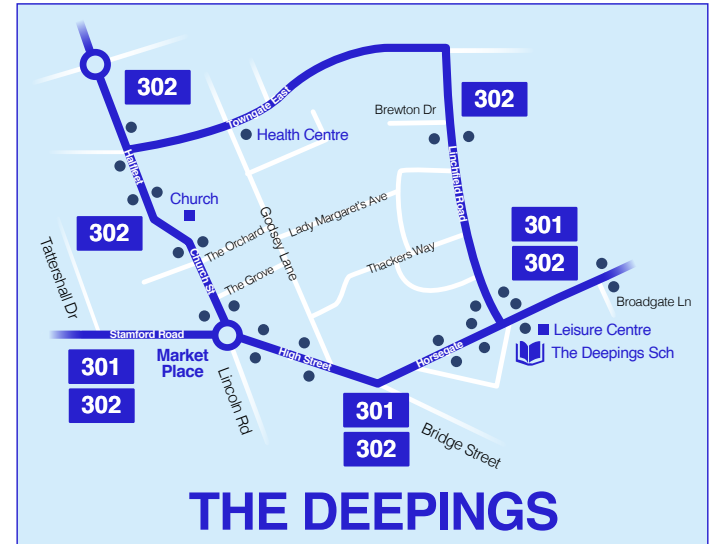 302
Towngate East
Brewton Dr
302
Health Centre
Halfleet
Linchfield Road
Church
302
Godsey Lane
Lady Margaret's Ave
The Orchard
301
302
Tattershall Dr
Church St
The Grove
Thackers Way
Broadgate Ln
Stamford Road
Market
Place
High Street
Horsegate
Leisure Centre
The Deepings Sch
301
302
Lincoln Rd
301
302
Bridge Street
THE DEEPINGS